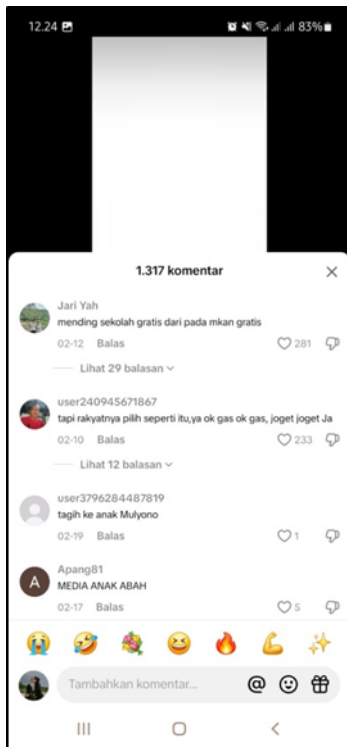 12.24
83%
1.317 komentar
Jari Yah
mending sekolah gratis dari pada mkan gratis
02-12 Balas 281
Lihat 29 balasan
user240945671867
tapi rakyatnya pilih seperti itu,ya ok gas ok gas, joget joget Ja
02-10 Balas 233
Lihat 12 balasan
user3796284487819
tagih ke anak Mulyono
02-19 Balas 1
Apang81
A
MEDIA ANAK ABAH
02-17 Balas 5
Tambahkan komentar... @